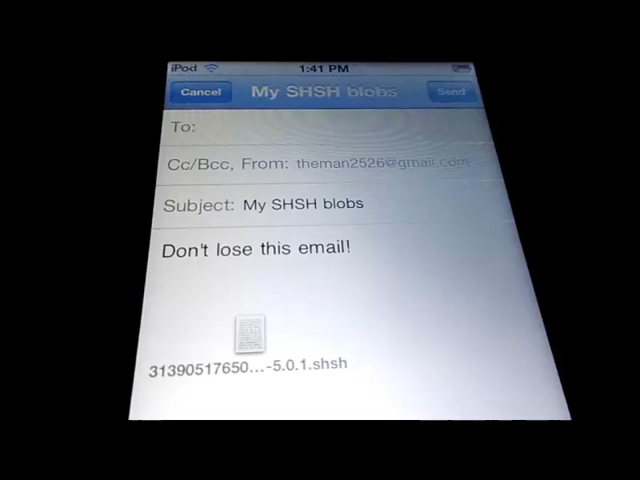 iPod 1:41 PM
Cancel My SHSH blobs Send
To:
Cc/Bcc, From: theman2526@gmail.com
Subject: My SHSH blobs
Don't lose this email!
31390517650...-5.0.1.shsh